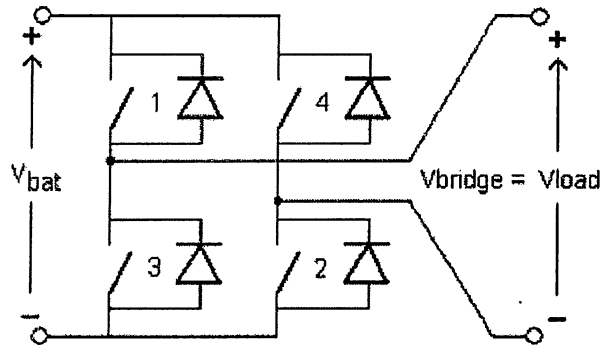 + +
1 4
Vbat Vbridge = Vload
3 2
– –